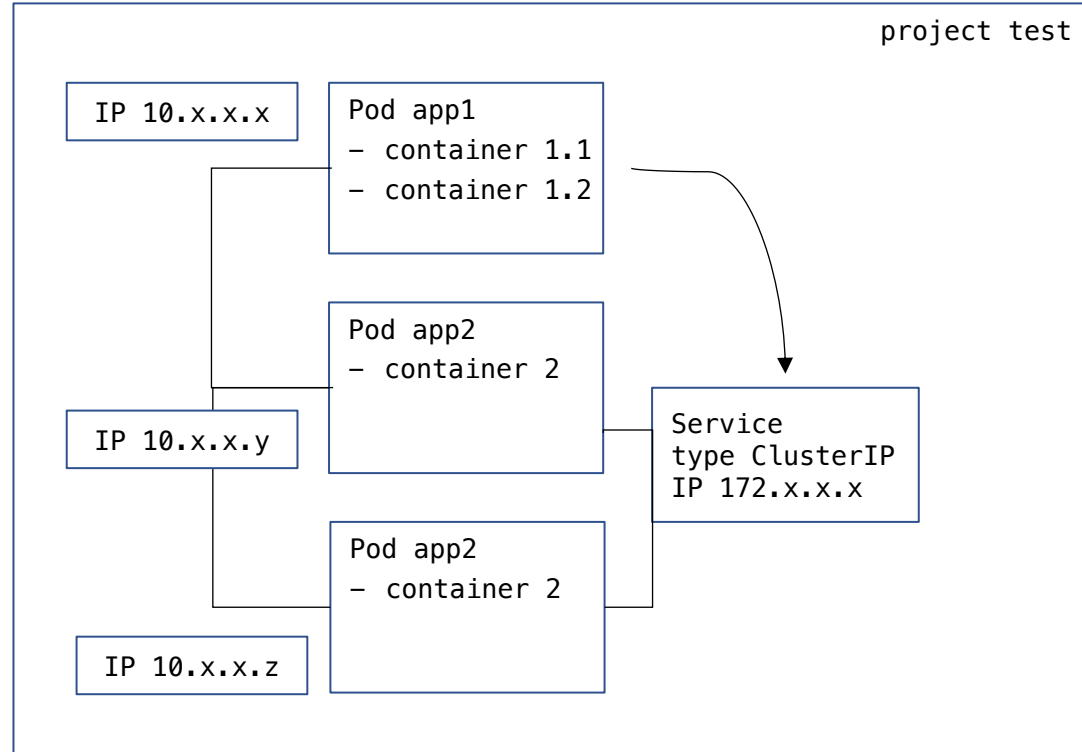 project test
IP 10.x.x.x
Pod app1
– container 1.1
– container 1.2
Pod app2
– container 2
IP 10.x.x.y
Service
type ClusterIP
IP 172.x.x.x
Pod app2
– container 2
IP 10.x.x.z